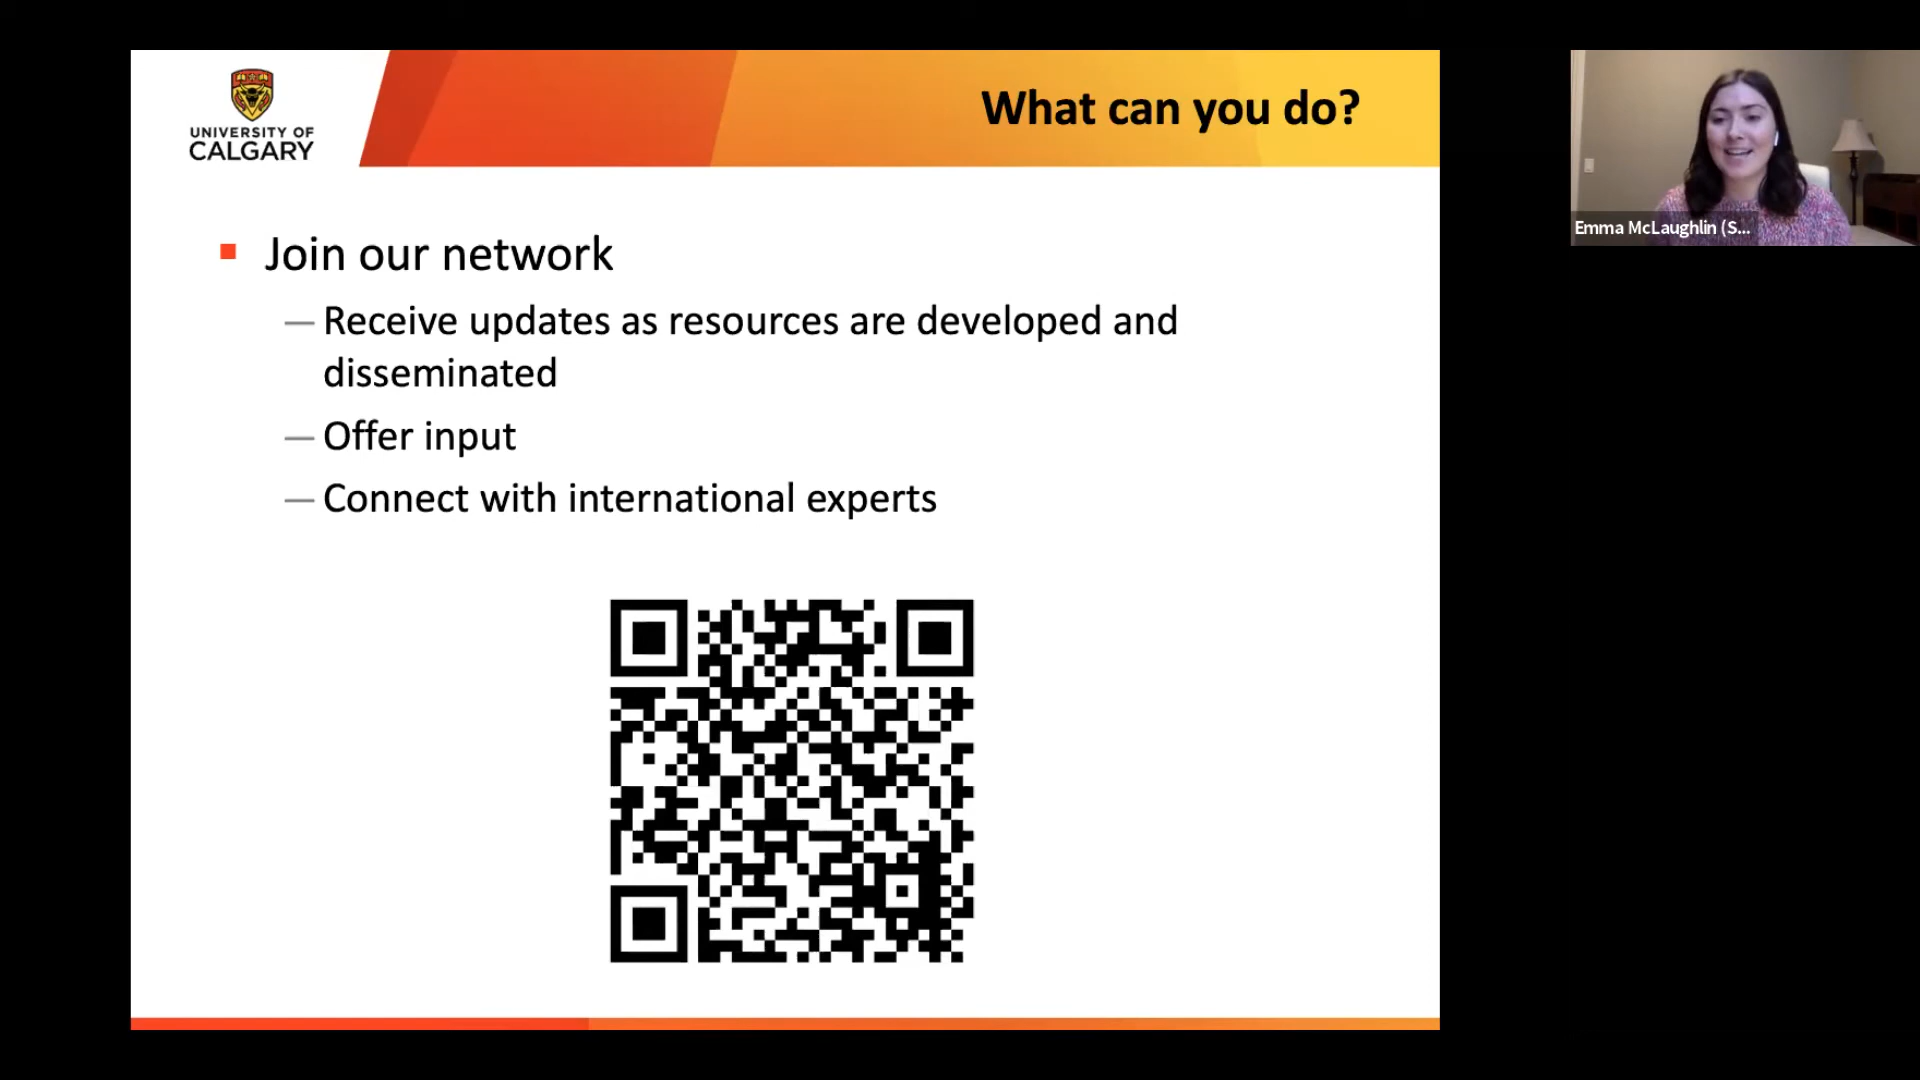 UNIVERSITY OF
CALGARY
What can you do?
Join our network
— Receive updates as resources are developed and
disseminated
— Offer input
— Connect with international experts
Emma McLaughlin (S...